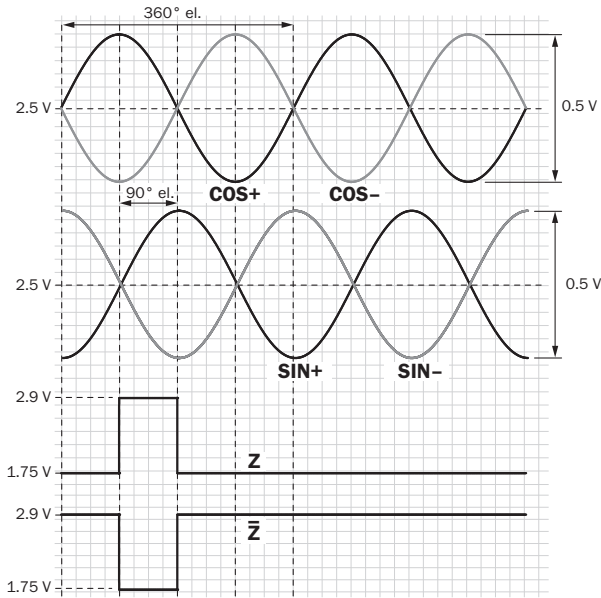 360° el.
2.5 V
0.5 V
COS+ COS–
90° el.
2.5 V
0.5 V
SIN+ SIN–
2.9 V
Z
1.75 V
2.9 V
Z̅
1.75 V